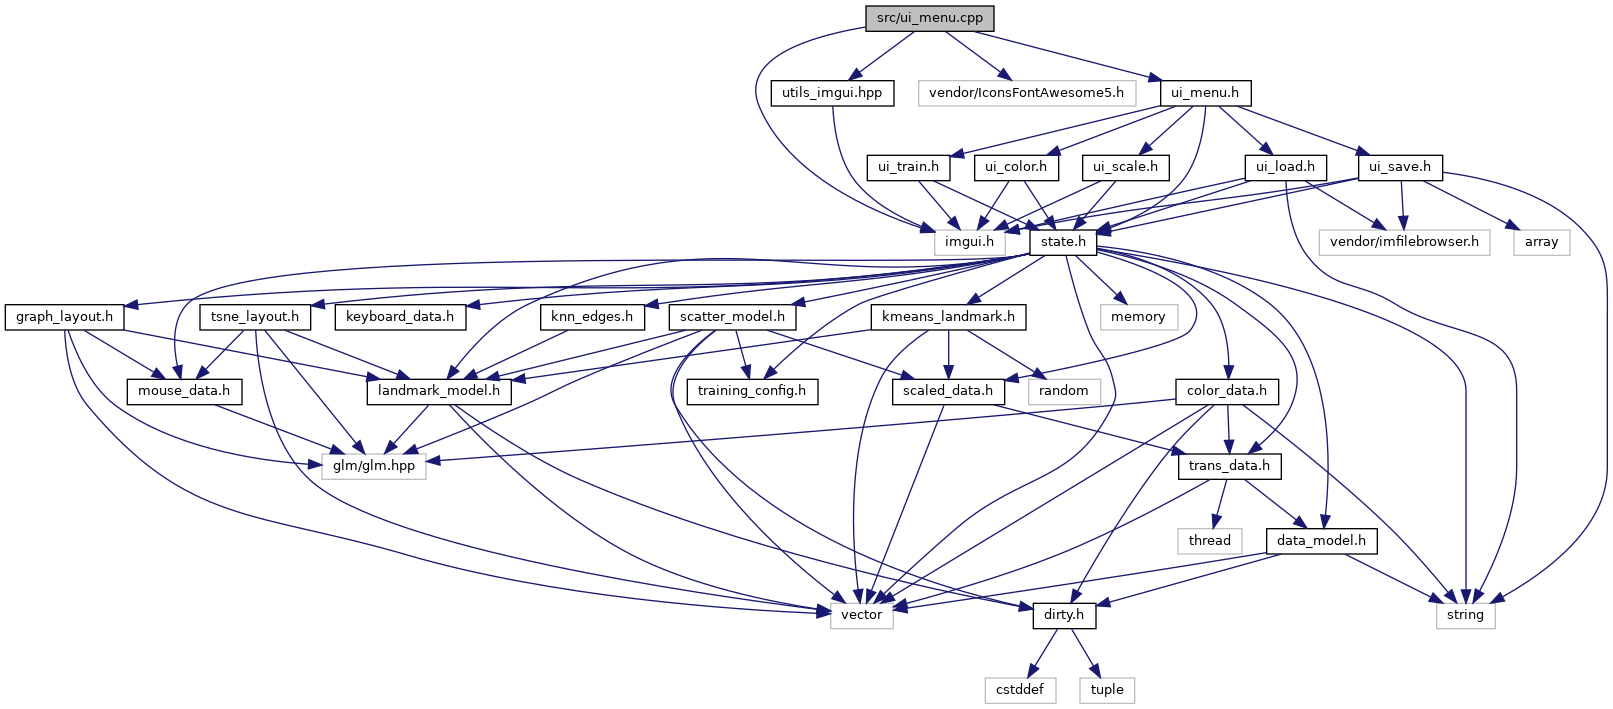 src/ui_menu.cpp
utils_imgui.hpp
vendor/IconsFontAwesome5.h
ui_menu.h
ui_train.h
ui_color.h
ui_scale.h
ui_load.h
ui_save.h
imgui.h
state.h
vendor/imfilebrowser.h
array
graph_layout.h
tsne_layout.h
keyboard_data.h
knn_edges.h
scatter_model.h
kmeans_landmark.h
memory
mouse_data.h
landmark_model.h
training_config.h
scaled_data.h
random
color_data.h
glm/glm.hpp
trans_data.h
thread
data_model.h
vector
dirty.h
string
cstddef
tuple